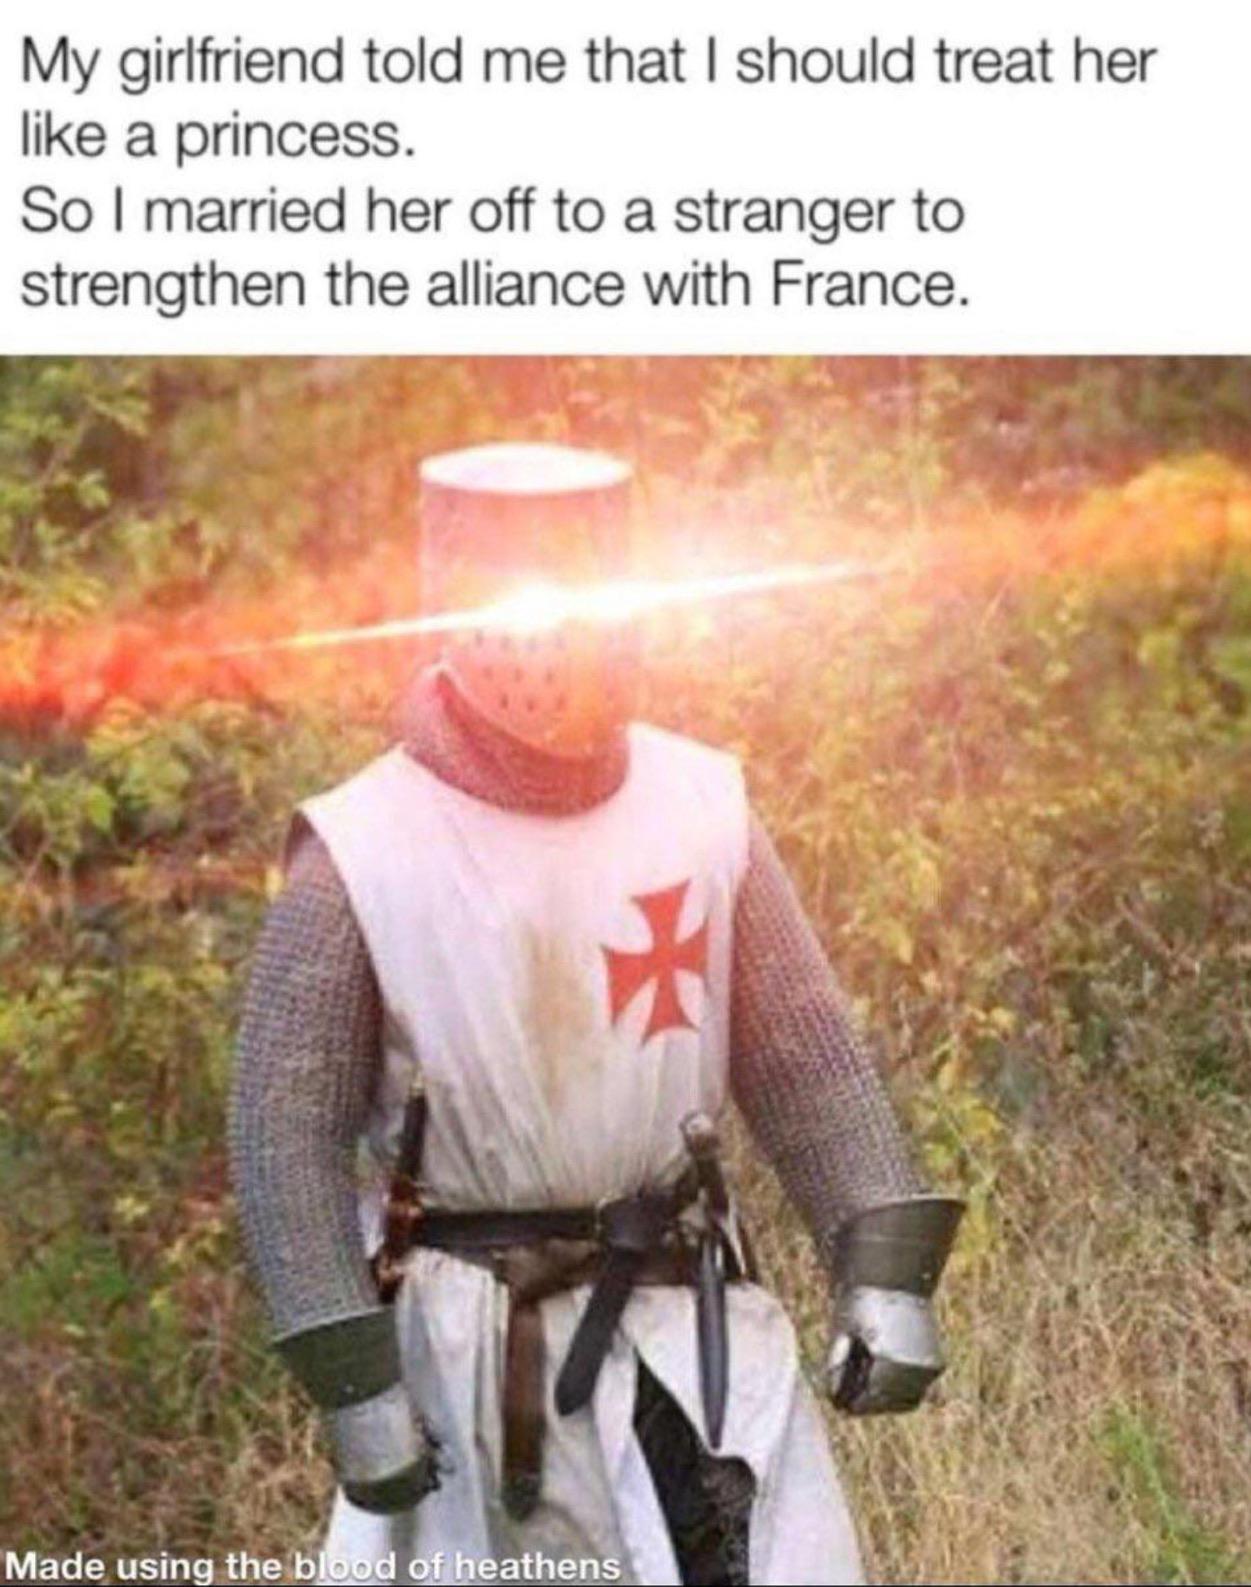 My girlfriend told me that I should treat her
like a princess.
So I married her off to a stranger to
strengthen the alliance with France.
Made using the blood of heathens